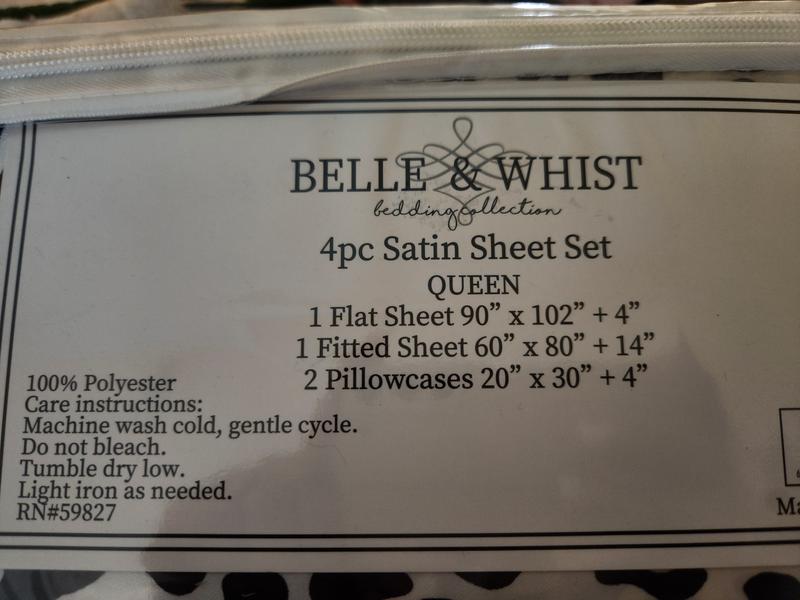 BELLE & WHIST
bedding collection
4pc Satin Sheet Set
QUEEN
1 Flat Sheet 90” x 102” + 4”
1 Fitted Sheet 60” x 80” + 14”
2 Pillowcases 20” x 30” + 4”
100% Polyester
Care instructions:
Machine wash cold, gentle cycle.
Do not bleach.
Tumble dry low.
Light iron as needed.
RN#59827
Ma